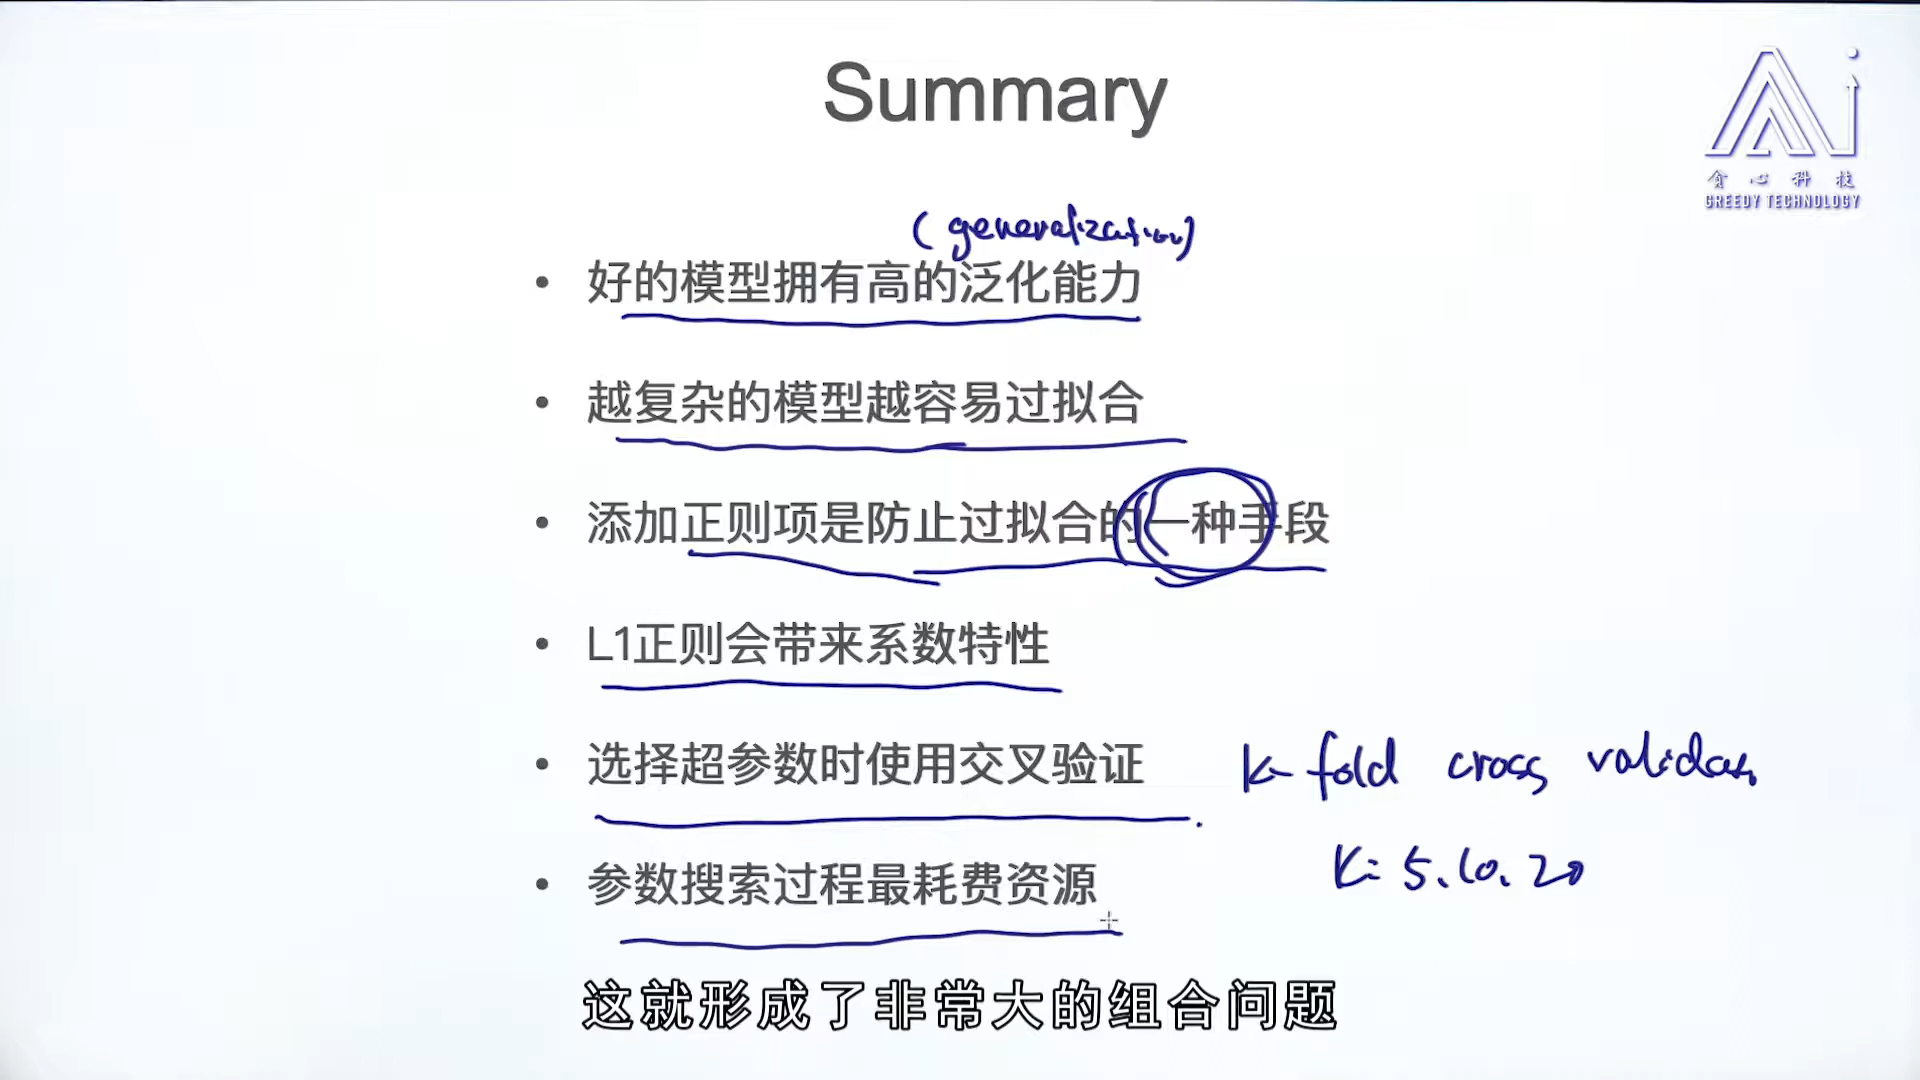 Summary
贪心科技
GREEDY TECHNOLOGY
(generalization)
• 好的模型拥有高的泛化能力
• 越复杂的模型越容易过拟合
• 添加正则项是防止过拟合的一种手段
• L1正则会带来系数特性
• 选择超参数时使用交叉验证
K-fold cross
K: 5.10.20
• 参数搜索过程最耗费资源
这就形成了非常大的组合问题